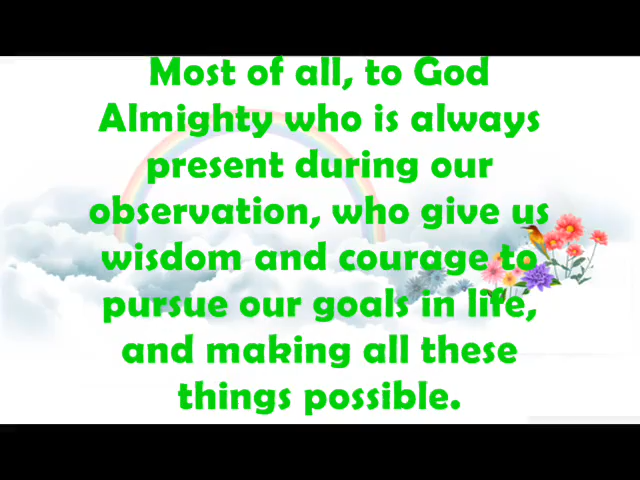 Most of all, to God
Almighty who is always
present during our
observation, who give us
wisdom and courage to
pursue our goals in life,
and making all these
things possible.